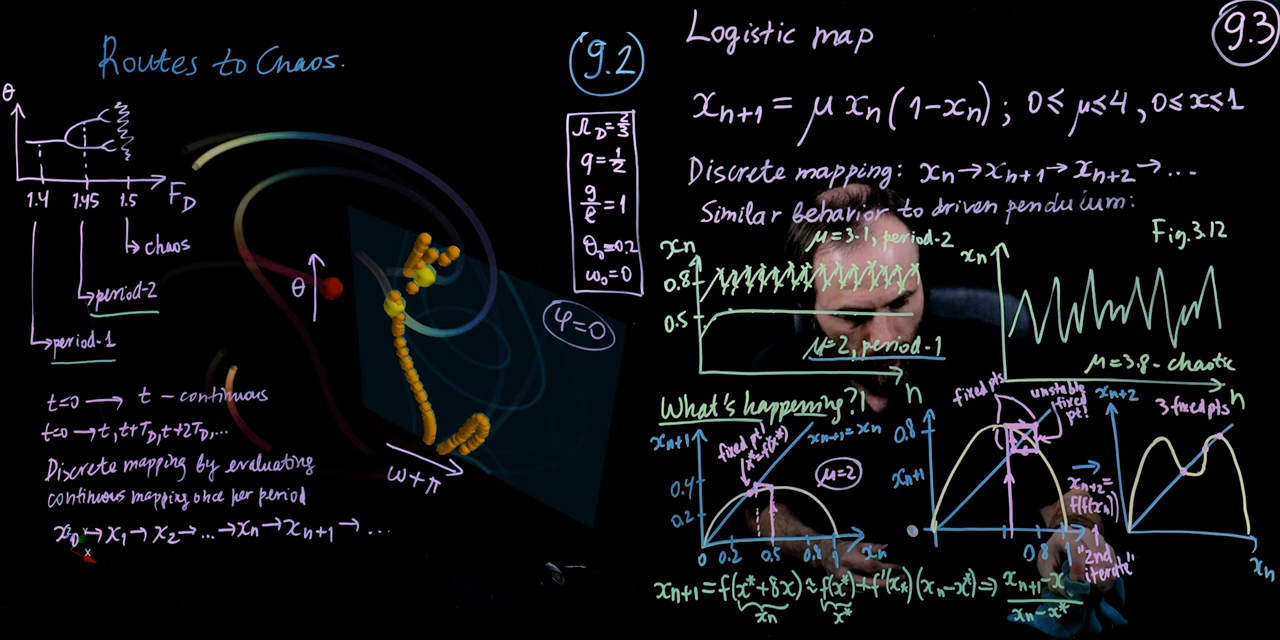 Routes to Chaos.
9.2
θ
1.4 1.45 1.5 F_D
chaos
period-2
period-1
Ω_D=2/3
q=1/2
g/ℓ=1
θ₀=0.2
ω₀=0
φ=0
θ
ω+π
t=0 → t - continuous
t=0 → t, t+T_D, t+2T_D, ...
Discrete mapping by evaluating
continuous mapping once per period
x₀ → x₁ → x₂ → ... → xₙ → xₙ₊₁ → ...
Logistic map
9.3
xₙ₊₁ = μ xₙ(1-xₙ); 0≤ μ≤4, 0≤x≤1
Discrete mapping: xₙ→xₙ₊₁→xₙ₊₂→...
Similar behavior to driven pendulum:
Fig. 3.12
xₙ
μ=3.1, period-2
0.8
0.5
μ=2, period-1
n
xₙ
μ=3.8 - chaotic
n
What's happening?!
xₙ₊₁
fixed pt!
x*=f(x*)
xₙ₊₁=xₙ
μ=2
0.4
0.2
0 0.2 0.5 0.8 1 xₙ
fixed pts
unstable
fixed
pt!
0.8
xₙ₊₁
0.8 1
→
xₙ₊₂=
f(f(xₙ))
"2nd
iterate"
xₙ₊₂
3 fixed pts
xₙ
xₙ₊₁=f(x*+δx)≈f(x*)+f'(x*)(xₙ-x*)⇒ xₙ₊₁-x/xₙ-x*
xₙ x*